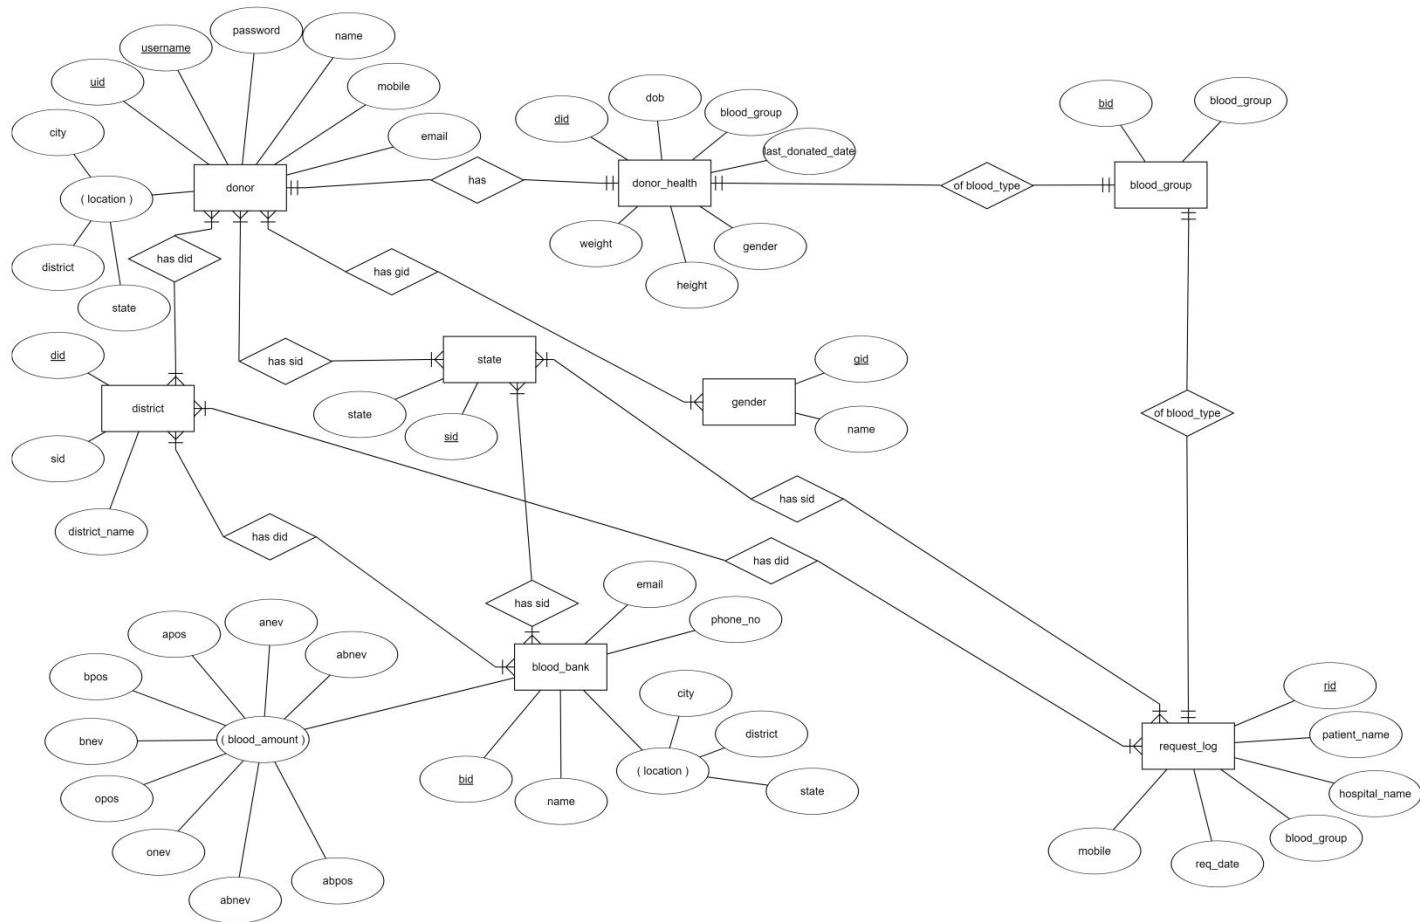 password
name
username
uid
mobile
city
email
donor
( location )
district
state
has
did
dob
blood_group
last_donated_date
donor_health
weight
height
gender
of blood_type
bid
blood_group
blood_group
has did
has gid
has sid
state
state
sid
gid
gender
name
did
district
sid
district_name
of blood_type
has sid
has did
has did
has sid
email
phone_no
blood_bank
city
district
( location )
state
bid
name
anev
apos
abnev
bpos
bnev
( blood_amount )
opos
onev
abnev
abpos
rid
patient_name
request_log
hospital_name
blood_group
req_date
mobile